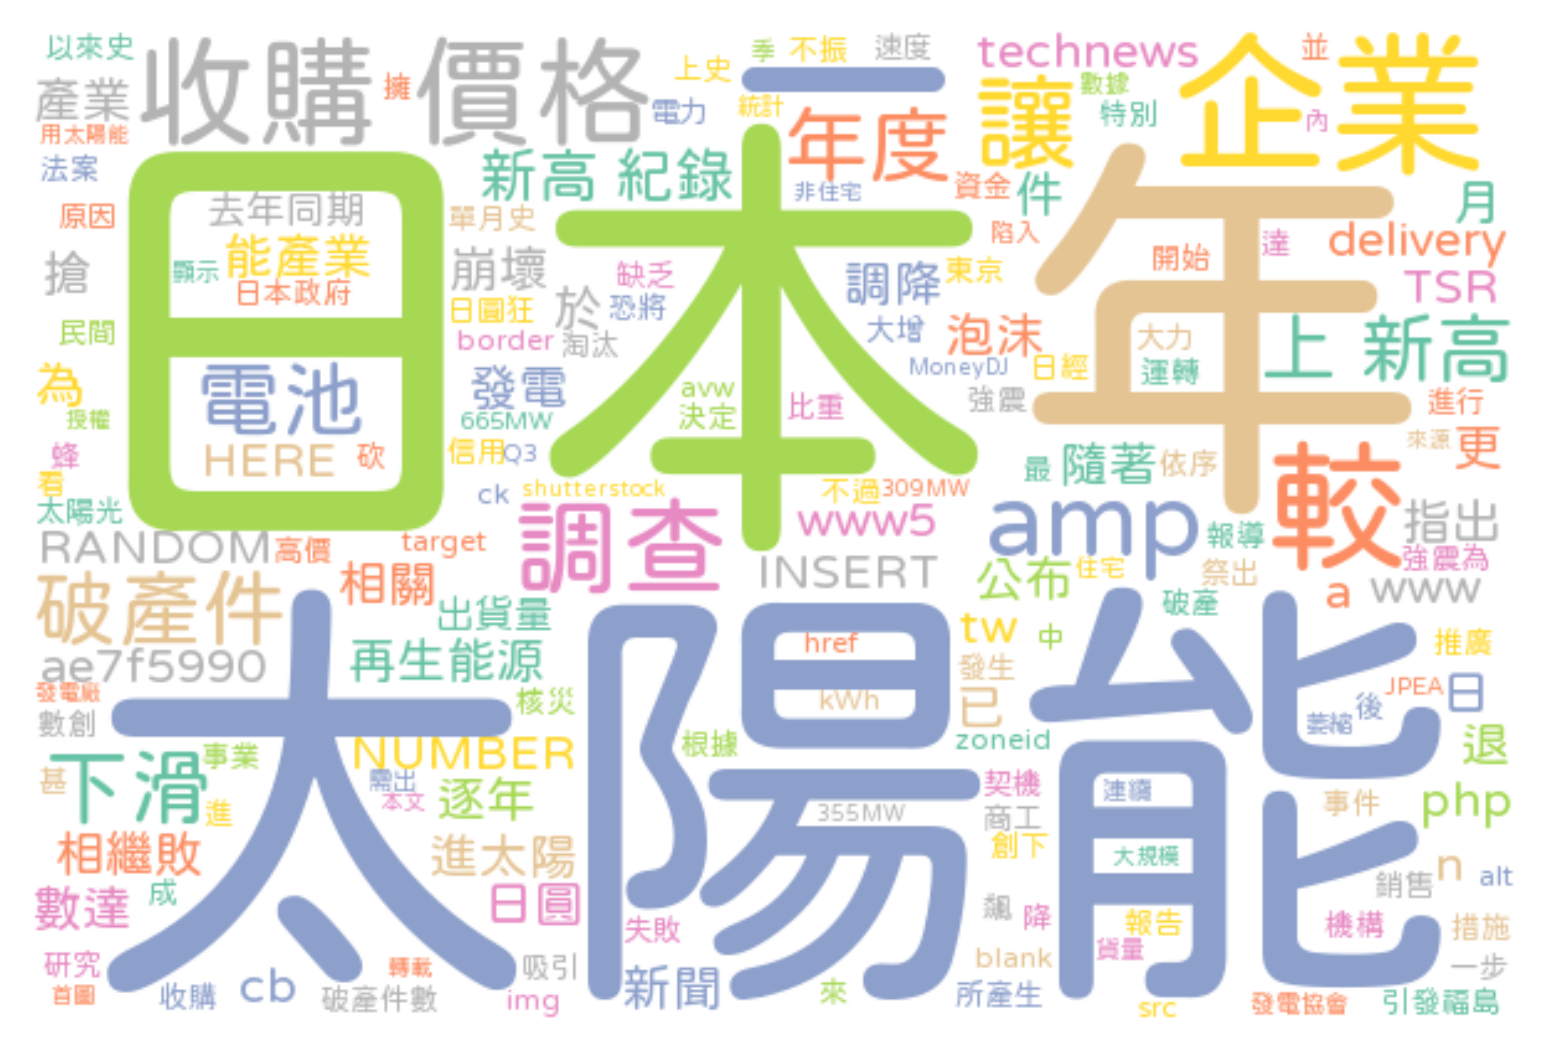 以來史
收購 價格
擁
上史
季
不振
速度
technews
企業
並
產業
一
電力
統計
年度
讓
數據
特別
內
用太陽能
法案
新高 紀錄
非住宅
資金
件
月
原因
日本
年
去年同期
單月史
陷入
delivery
搶
顯示
能產業
崩壞
缺乏
調降
東京
開始
達
TSR
日本政府
日圓狂
於
恐將
民間
border
淘汰
大增
泡沫
大力
上 新高
為
電池
發電
avw
MoneyDJ
日經
運轉
授權
665MW
決定
比重
強震
進行
蜂
HERE
砍
信用
Q3
最
隨著
依序
來源
更
看
ck
shutterstock
不過
309MW
較
太陽光
調查
www5
amp
報導
指出
RANDOM
高價
target
INSERT
公布
住宅
祭出
強震為
破產件
相關
出貨量
破產
a
www
太陽能
ae7f5990
再生能源
href
tw
中
推廣
發電廠
核災
kWh
發生
已
JPEA
日
數創
事業
NUMBER
根據
zoneid
萎縮
後
退
甚
下滑
需出
本文
逐年
355MW
契機
連續
事件
php
進
商工
相繼敗
進太陽
創下
大規模
n
alt
數達
成
日圓
失敗
飆
降
報告
銷售
機構
措施
研究
轉載
吸引
新聞
blank
貨量
一步
首圖
收購
cb
破產件數
img
來
所產生
src
發電協會
引發福島